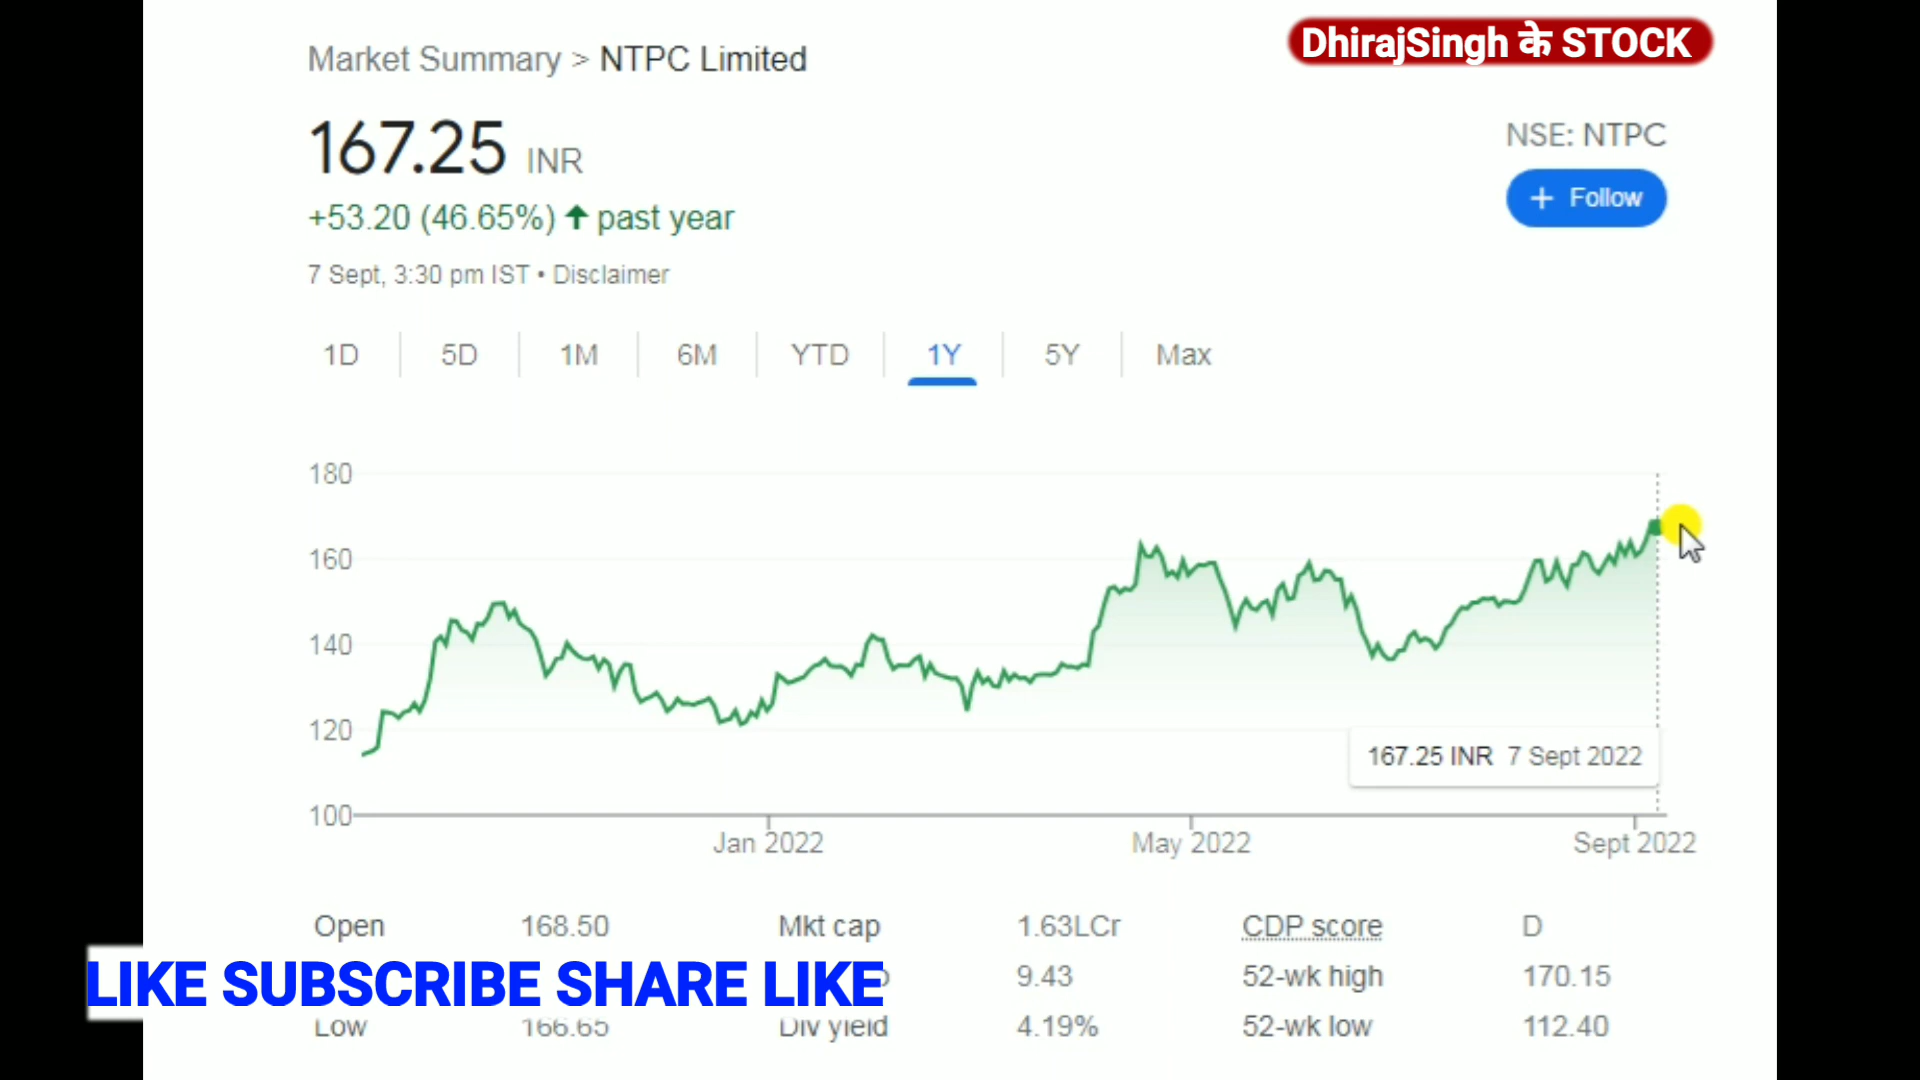 DhirajSingh के STOCK
Market Summary > NTPC Limited
167.25 INR
NSE: NTPC
+ Follow
+53.20 (46.65%) ↑ past year
7 Sept, 3:30 pm IST • Disclaimer
1D 5D 1M 6M YTD 1Y 5Y Max
180
160
140
120
100
167.25 INR 7 Sept 2022
Jan 2022 May 2022 Sept 2022
Open 168.50 Mkt cap 1.63LCr CDP score D
LIKE SUBSCRIBE SHARE LIKE 9.43 52-wk high 170.15
Low 166.65 Div yield 4.19% 52-wk low 112.40